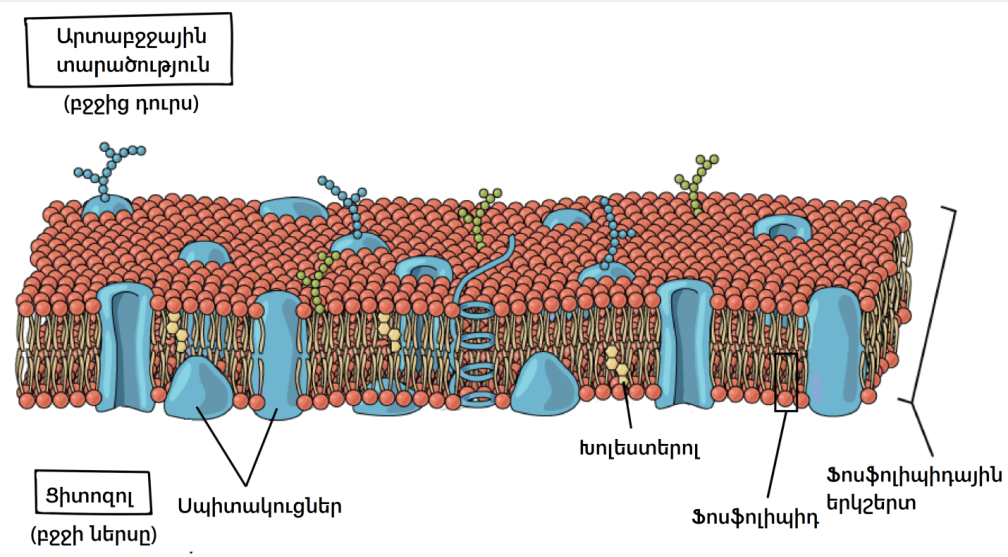 Արտաբջջային
տարածություն
(բջջից դուրս)
Խոլեստերոլ
Ֆոսֆոլիպիդային
երկշերտ
Ցիտոզոլ
Սպիտակուցներ
Ֆոսֆոլիպիդ
(բջջի ներսը)